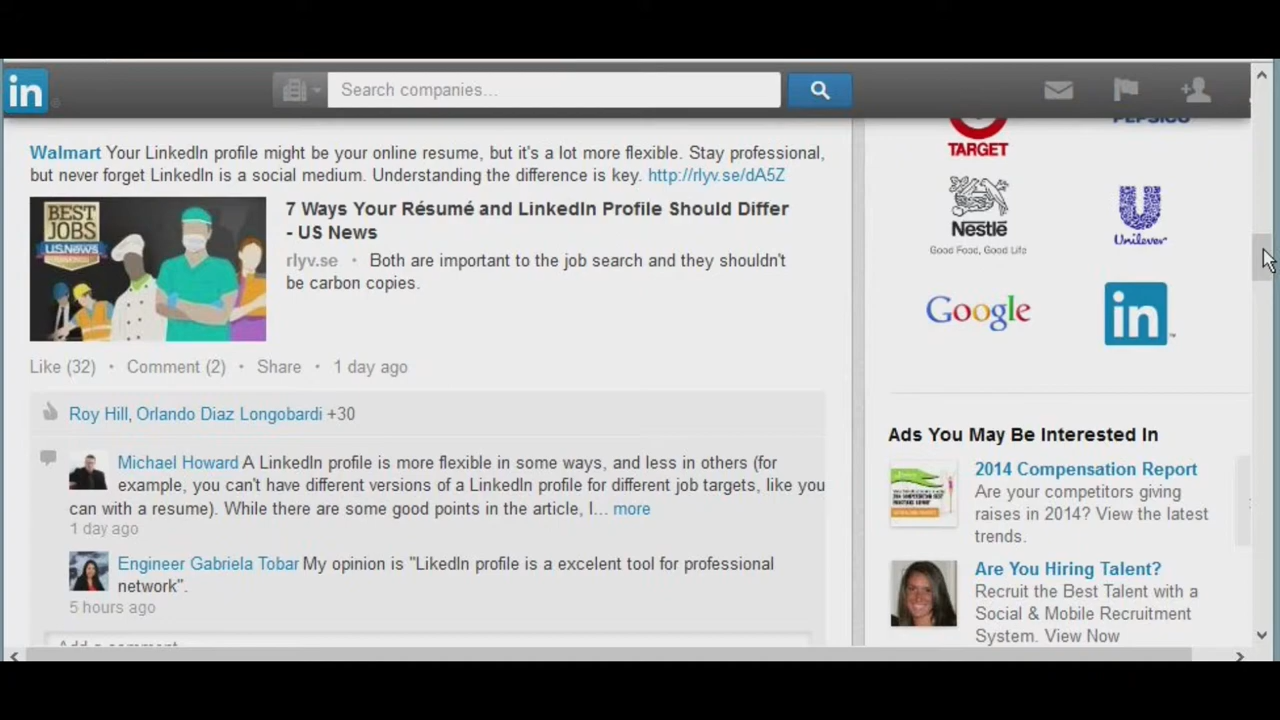 in
Search companies...
Walmart Your LinkedIn profile might be your online resume, but it's a lot more flexible. Stay professional,
but never forget LinkedIn is a social medium. Understanding the difference is key. http://rlyv.se/dA5Z
BEST
JOBS
U.S.News
7 Ways Your Résumé and LinkedIn Profile Should Differ
- US News
rlyv.se • Both are important to the job search and they shouldn't
be carbon copies.
Like (32) • Comment (2) • Share • 1 day ago
Roy Hill, Orlando Diaz Longobardi +30
Michael Howard A LinkedIn profile is more flexible in some ways, and less in others (for
example, you can't have different versions of a LinkedIn profile for different job targets, like you
can with a resume). While there are some good points in the article, I... more
1 day ago
Engineer Gabriela Tobar My opinion is "LikedIn profile is a excelent tool for professional
network".
5 hours ago
Add a comment
TARGET
PEPSICO
Nestlē
Good Food, Good Life
Unilever
Google
in™
Ads You May Be Interested In
2014 Compensation Report
Are your competitors giving
raises in 2014? View the latest
trends.
Are You Hiring Talent?
Recruit the Best Talent with a
Social & Mobile Recruitment
System. View Now